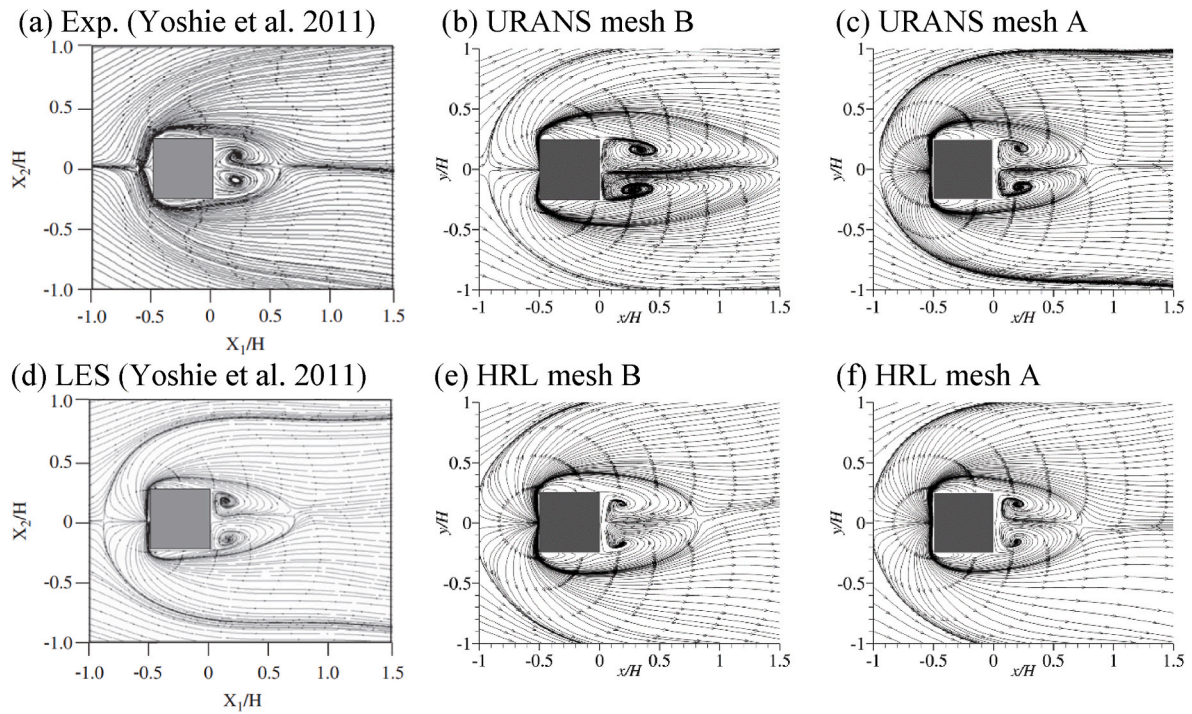 (a) Exp. (Yoshie et al. 2011)
1.0
0.5
0
-0.5
-1.0
X2/H
-1.0 -0.5 0 0.5 1.0 1.5
X1/H
(b) URANS mesh B
1
0.5
0
-0.5
-1
y/H
-1 -0.5 0 0.5 1 1.5
x/H
(c) URANS mesh A
1
0.5
0
-0.5
-1
y/H
-1 -0.5 0 0.5 1 1.5
x/H
(d) LES (Yoshie et al. 2011)
1.0
0.5
0
-0.5
-1.0
X2/H
-1.0 -0.5 0 0.5 1.0 1.5
X1/H
(e) HRL mesh B
1
0.5
0
-0.5
-1
y/H
-1 -0.5 0 0.5 1 1.5
x/H
(f) HRL mesh A
1
0.5
0
-0.5
-1
y/H
-1 -0.5 0 0.5 1 1.5
x/H